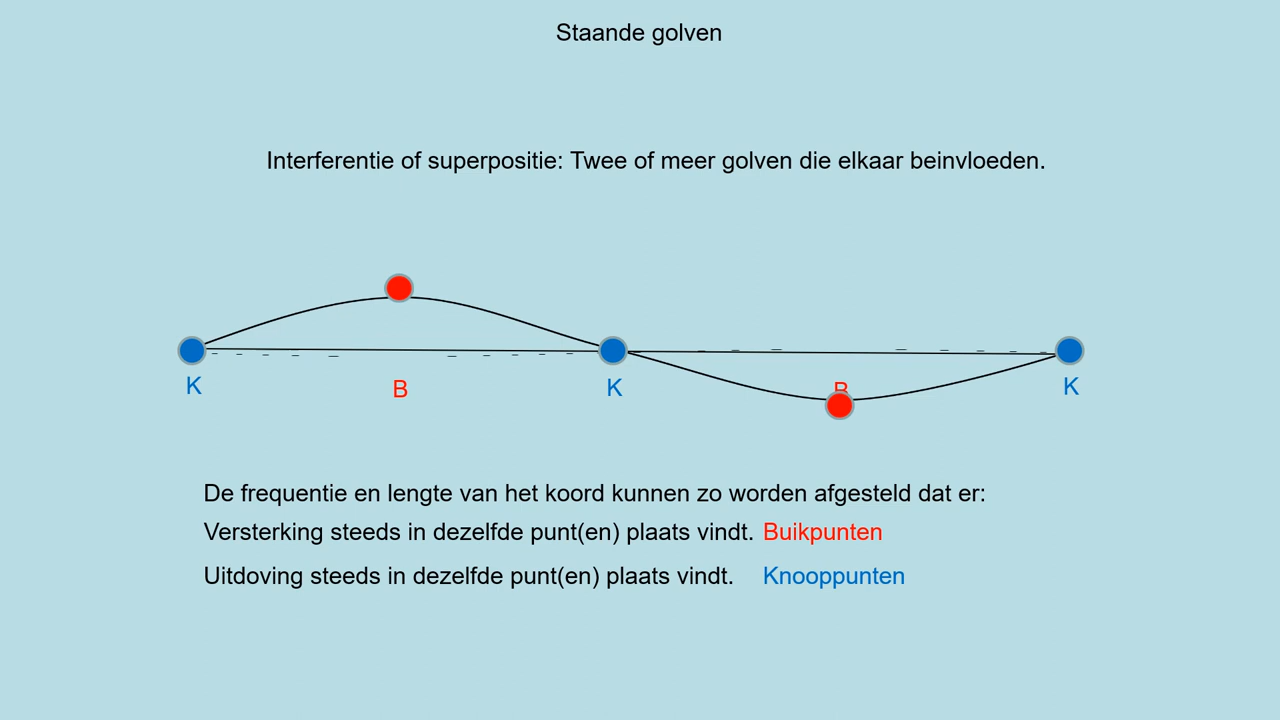 Staande golven
Interferentie of superpositie: Twee of meer golven die elkaar beinvloeden.
K B K B K
De frequentie en lengte van het koord kunnen zo worden afgesteld dat er:
Versterking steeds in dezelfde punt(en) plaats vindt. Buikpunten
Uitdoving steeds in dezelfde punt(en) plaats vindt. Knooppunten